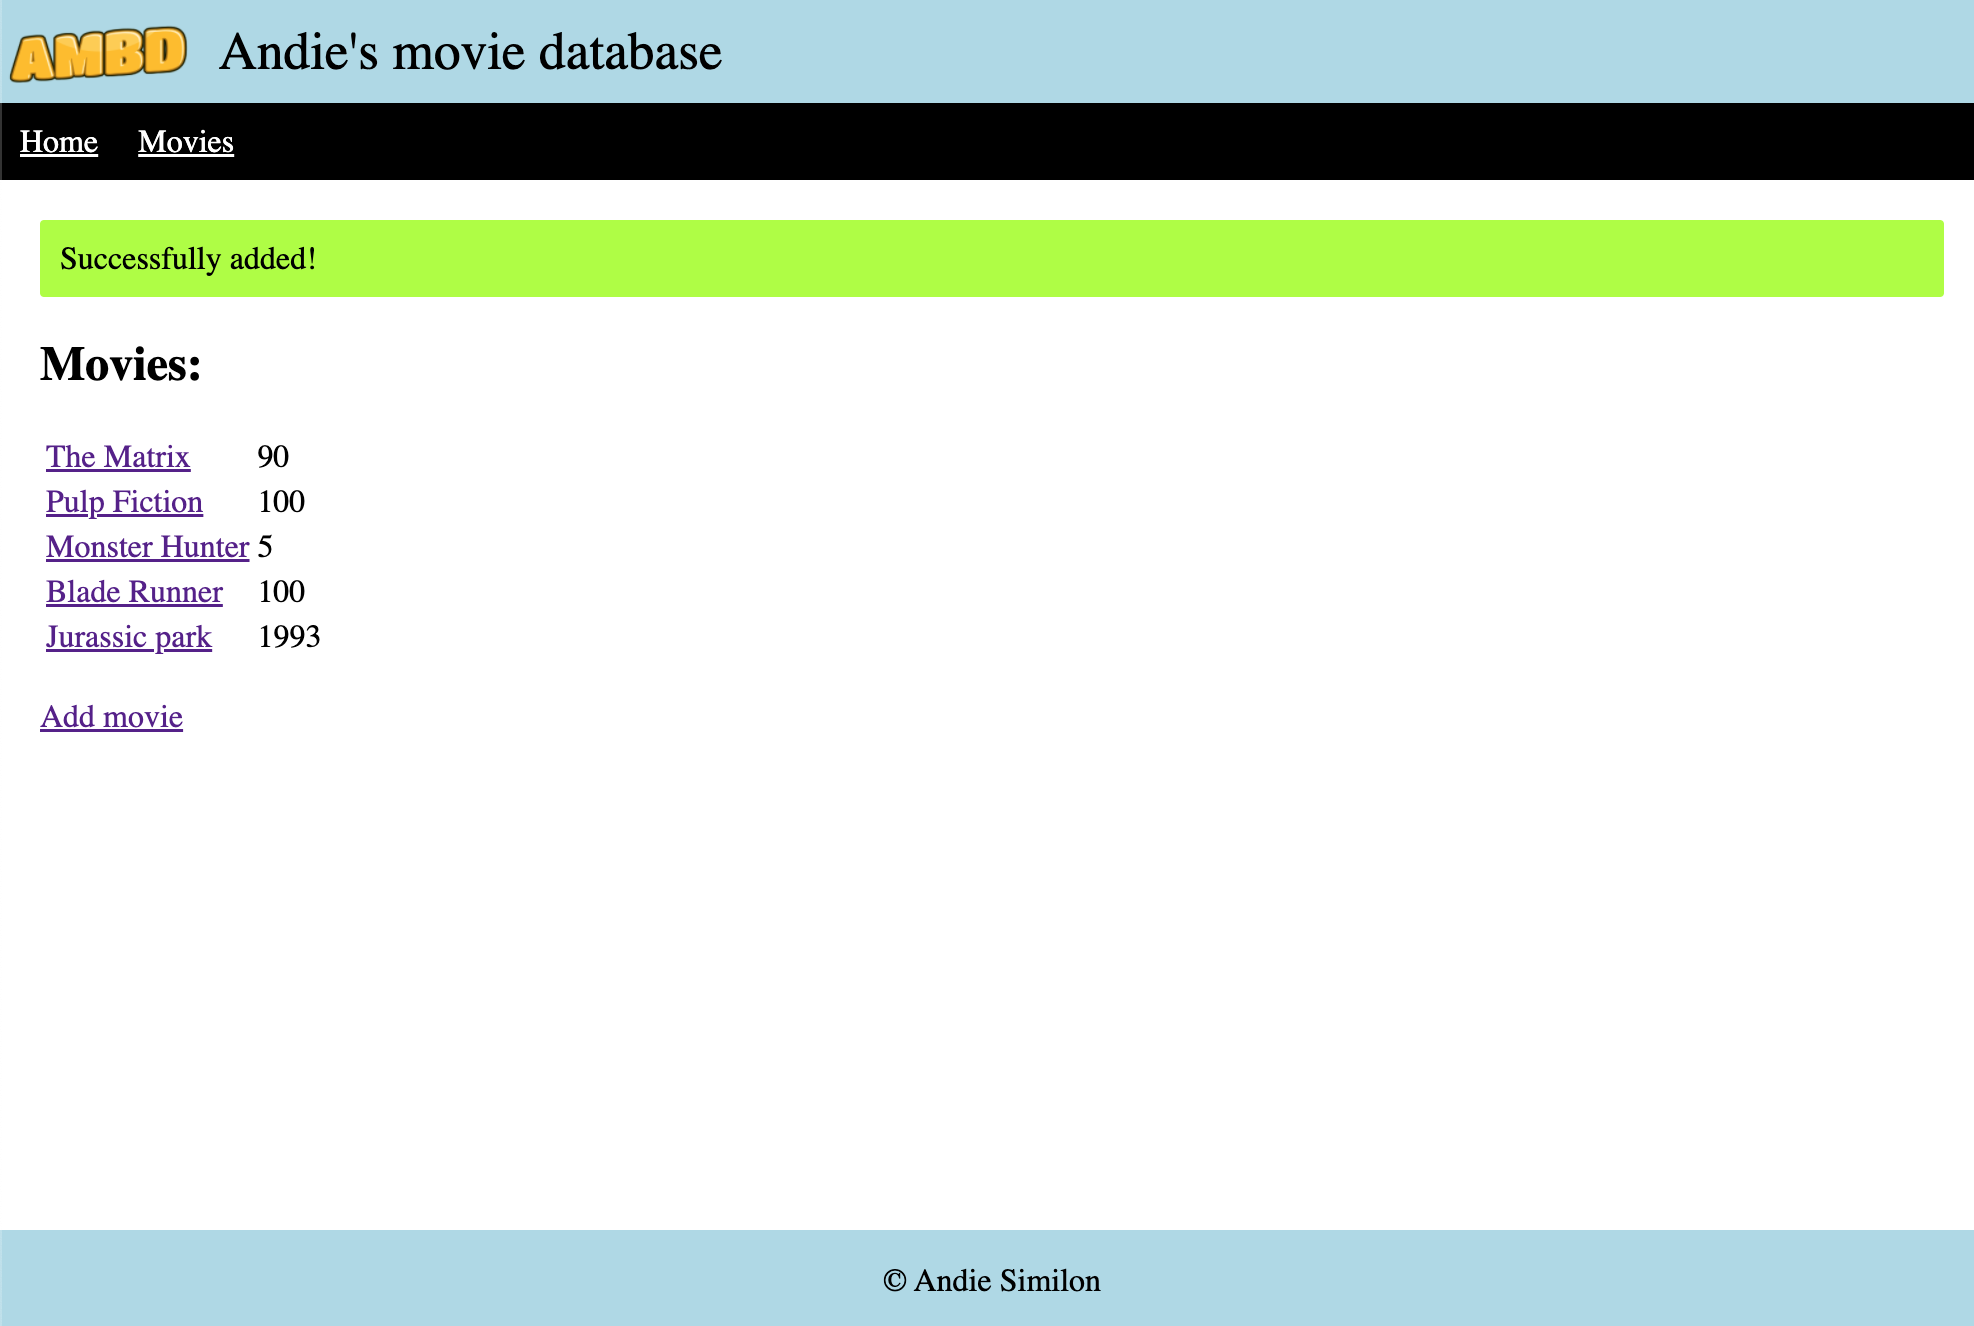 AMBD Andie's movie database
Home Movies
Successfully added!
Movies:
The Matrix 90
Pulp Fiction 100
Monster Hunter 5
Blade Runner 100
Jurassic park 1993
Add movie
© Andie Similon